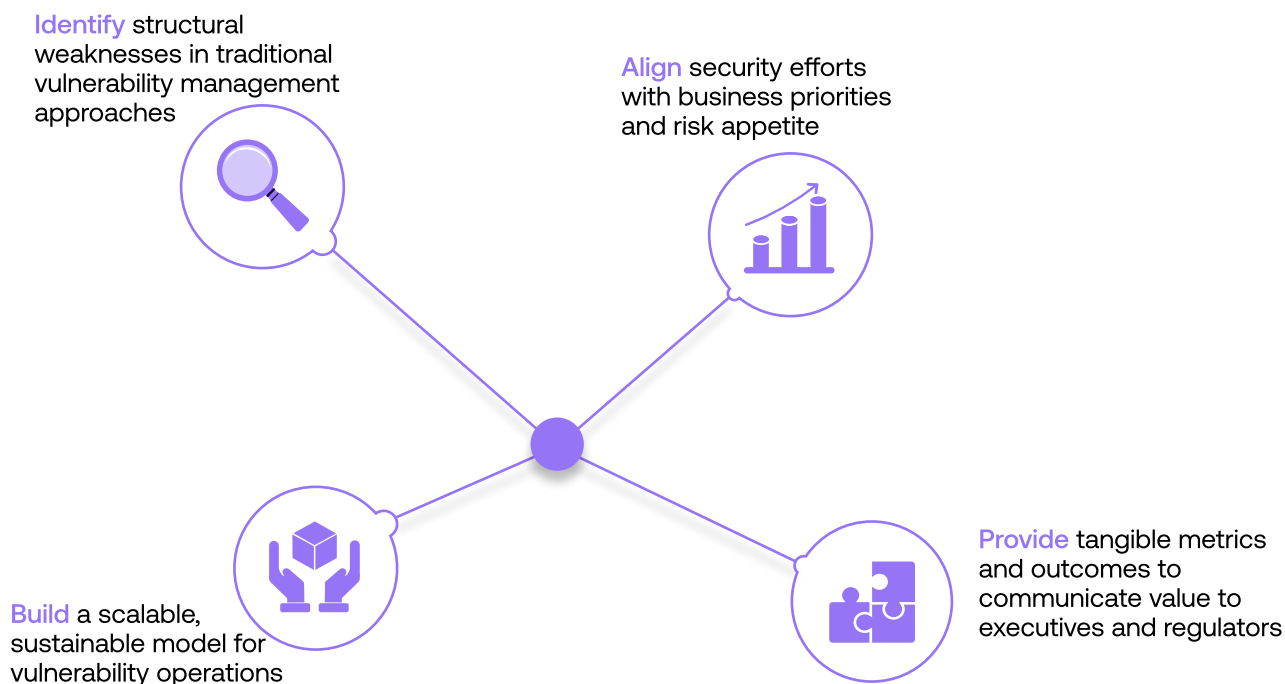 Identify structural
weaknesses in traditional
vulnerability management
approaches
Align security efforts
with business priorities
and risk appetite
Build a scalable,
sustainable model for
vulnerability operations
Provide tangible metrics
and outcomes to
communicate value to
executives and regulators